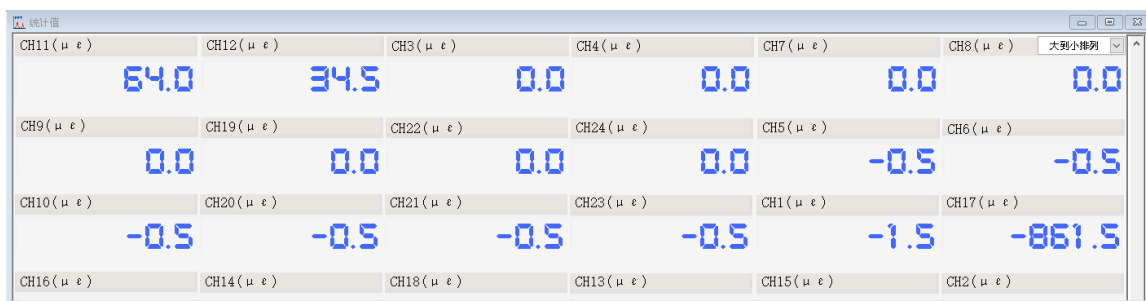 统计值
CH11(μ ε) CH12(μ ε) CH3(μ ε) CH4(μ ε) CH7(μ ε) CH8(μ ε) 大到小排列
64.0 34.5 0.0 0.0 0.0 0.0
CH9(μ ε) CH19(μ ε) CH22(μ ε) CH24(μ ε) CH5(μ ε) CH6(μ ε)
0.0 0.0 0.0 0.0 -0.5 -0.5
CH10(μ ε) CH20(μ ε) CH21(μ ε) CH23(μ ε) CH1(μ ε) CH17(μ ε)
-0.5 -0.5 -0.5 -0.5 -1.5 -861.5
CH16(μ ε) CH14(μ ε) CH18(μ ε) CH13(μ ε) CH15(μ ε) CH2(μ ε)